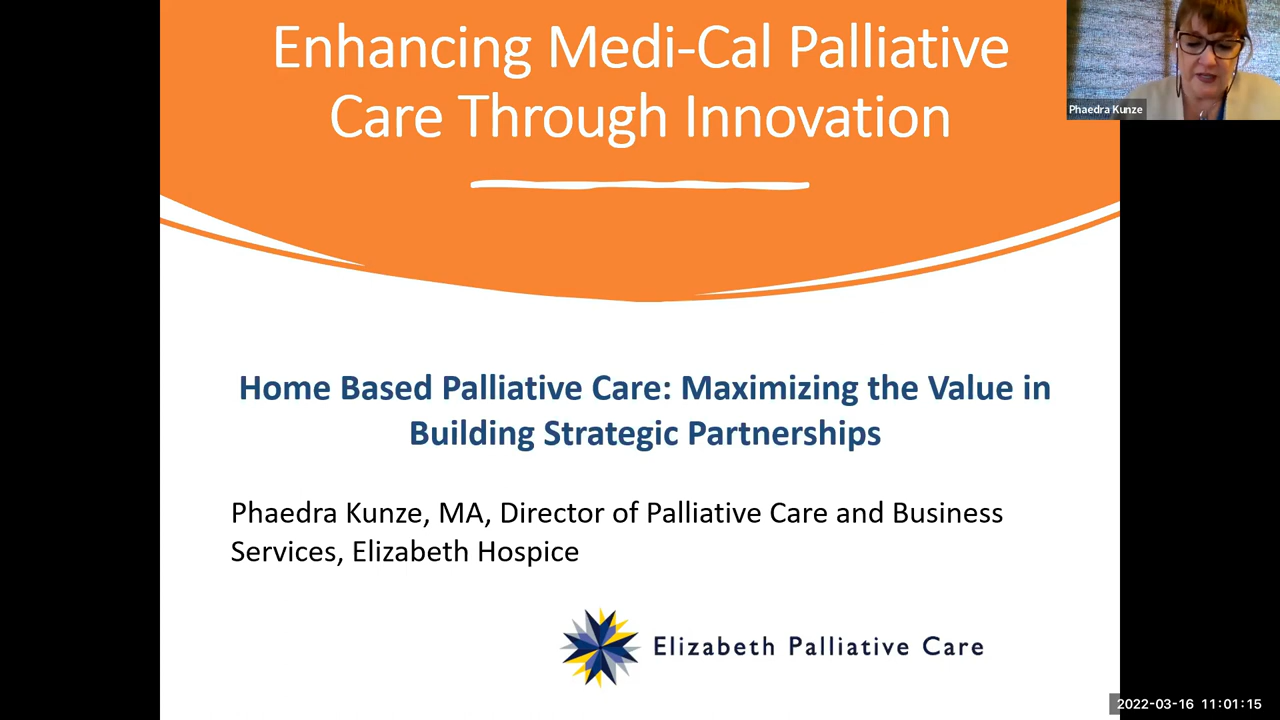 Enhancing Medi-Cal Palliative
Care Through Innovation
Phaedra Kunze
Home Based Palliative Care: Maximizing the Value in
Building Strategic Partnerships
Phaedra Kunze, MA, Director of Palliative Care and Business
Services, Elizabeth Hospice
Elizabeth Palliative Care
2022-03-16 11:01:15